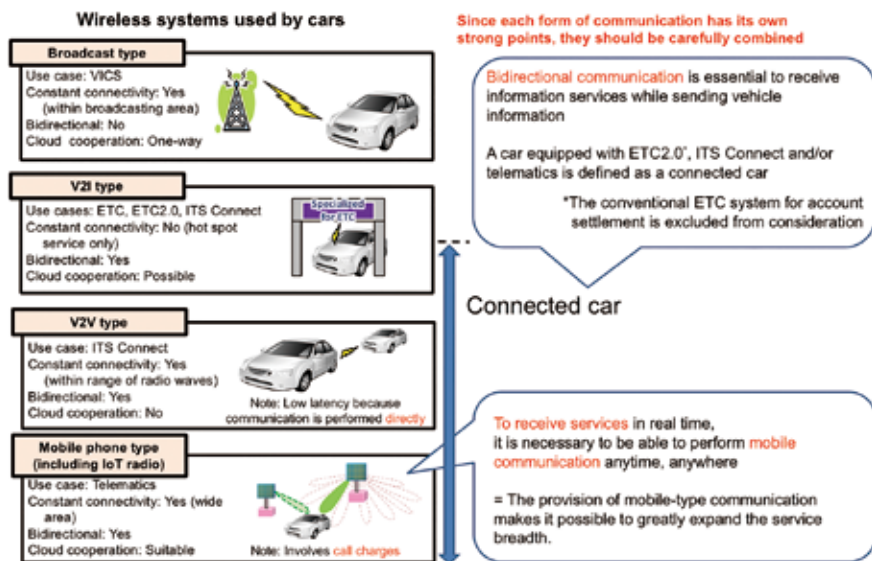 Wireless systems used by cars
Since each form of communication has its own
strong points, they should be carefully combined
Broadcast type
Use case: VICS
Constant connectivity: Yes
(within broadcasting area)
Bidirectional: No
Cloud cooperation: One-way
V2I type
Use cases: ETC, ETC2.0, ITS Connect
Constant connectivity: No (hot spot
service only)
Bidirectional: Yes
Cloud cooperation: Possible
Specialized
for ETC
V2V type
Use case: ITS Connect
Constant connectivity: Yes
(within range of radio waves)
Bidirectional: Yes
Cloud cooperation: No
Note: Low latency because
communication is performed directly
Mobile phone type
(including IoT radio)
Use case: Telematics
Constant connectivity: Yes (wide
area)
Bidirectional: Yes
Cloud cooperation: Suitable
Note: Involves call charges
Bidirectional communication is essential to receive
information services while sending vehicle
information
A car equipped with ETC2.0*, ITS Connect and/or
telematics is defined as a connected car
*The conventional ETC system for account
settlement is excluded from consideration
Connected car
To receive services in real time,
it is necessary to be able to perform mobile
communication anytime, anywhere
= The provision of mobile-type communication
makes it possible to greatly expand the service
breadth.